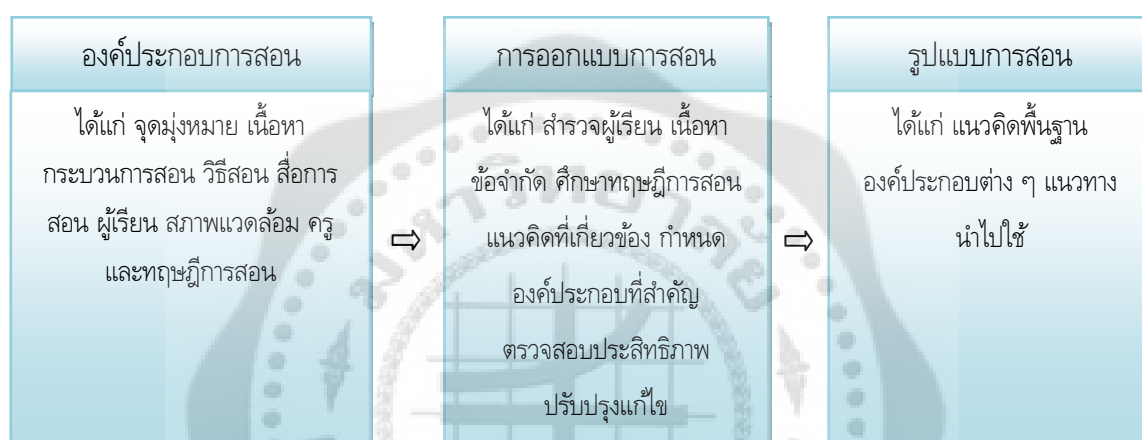 องค์ประกอบการสอน
ได้แก่ จุดมุ่งหมาย เนื้อหา
กระบวนการสอน วิธีสอน สื่อการ
สอน ผู้เรียน สภาพแวดล้อม ครู
และทฤษฎีการสอน
⇨
การออกแบบการสอน
ได้แก่ สำรวจผู้เรียน เนื้อหา
ข้อจำกัด ศึกษาทฤษฎีการสอน
แนวคิดที่เกี่ยวข้อง กำหนด
องค์ประกอบที่สำคัญ
ตรวจสอบประสิทธิภาพ
ปรับปรุงแก้ไข
⇨
รูปแบบการสอน
ได้แก่ แนวคิดพื้นฐาน
องค์ประกอบต่าง ๆ แนวทาง
นำไปใช้
มหาวิทยาลัย